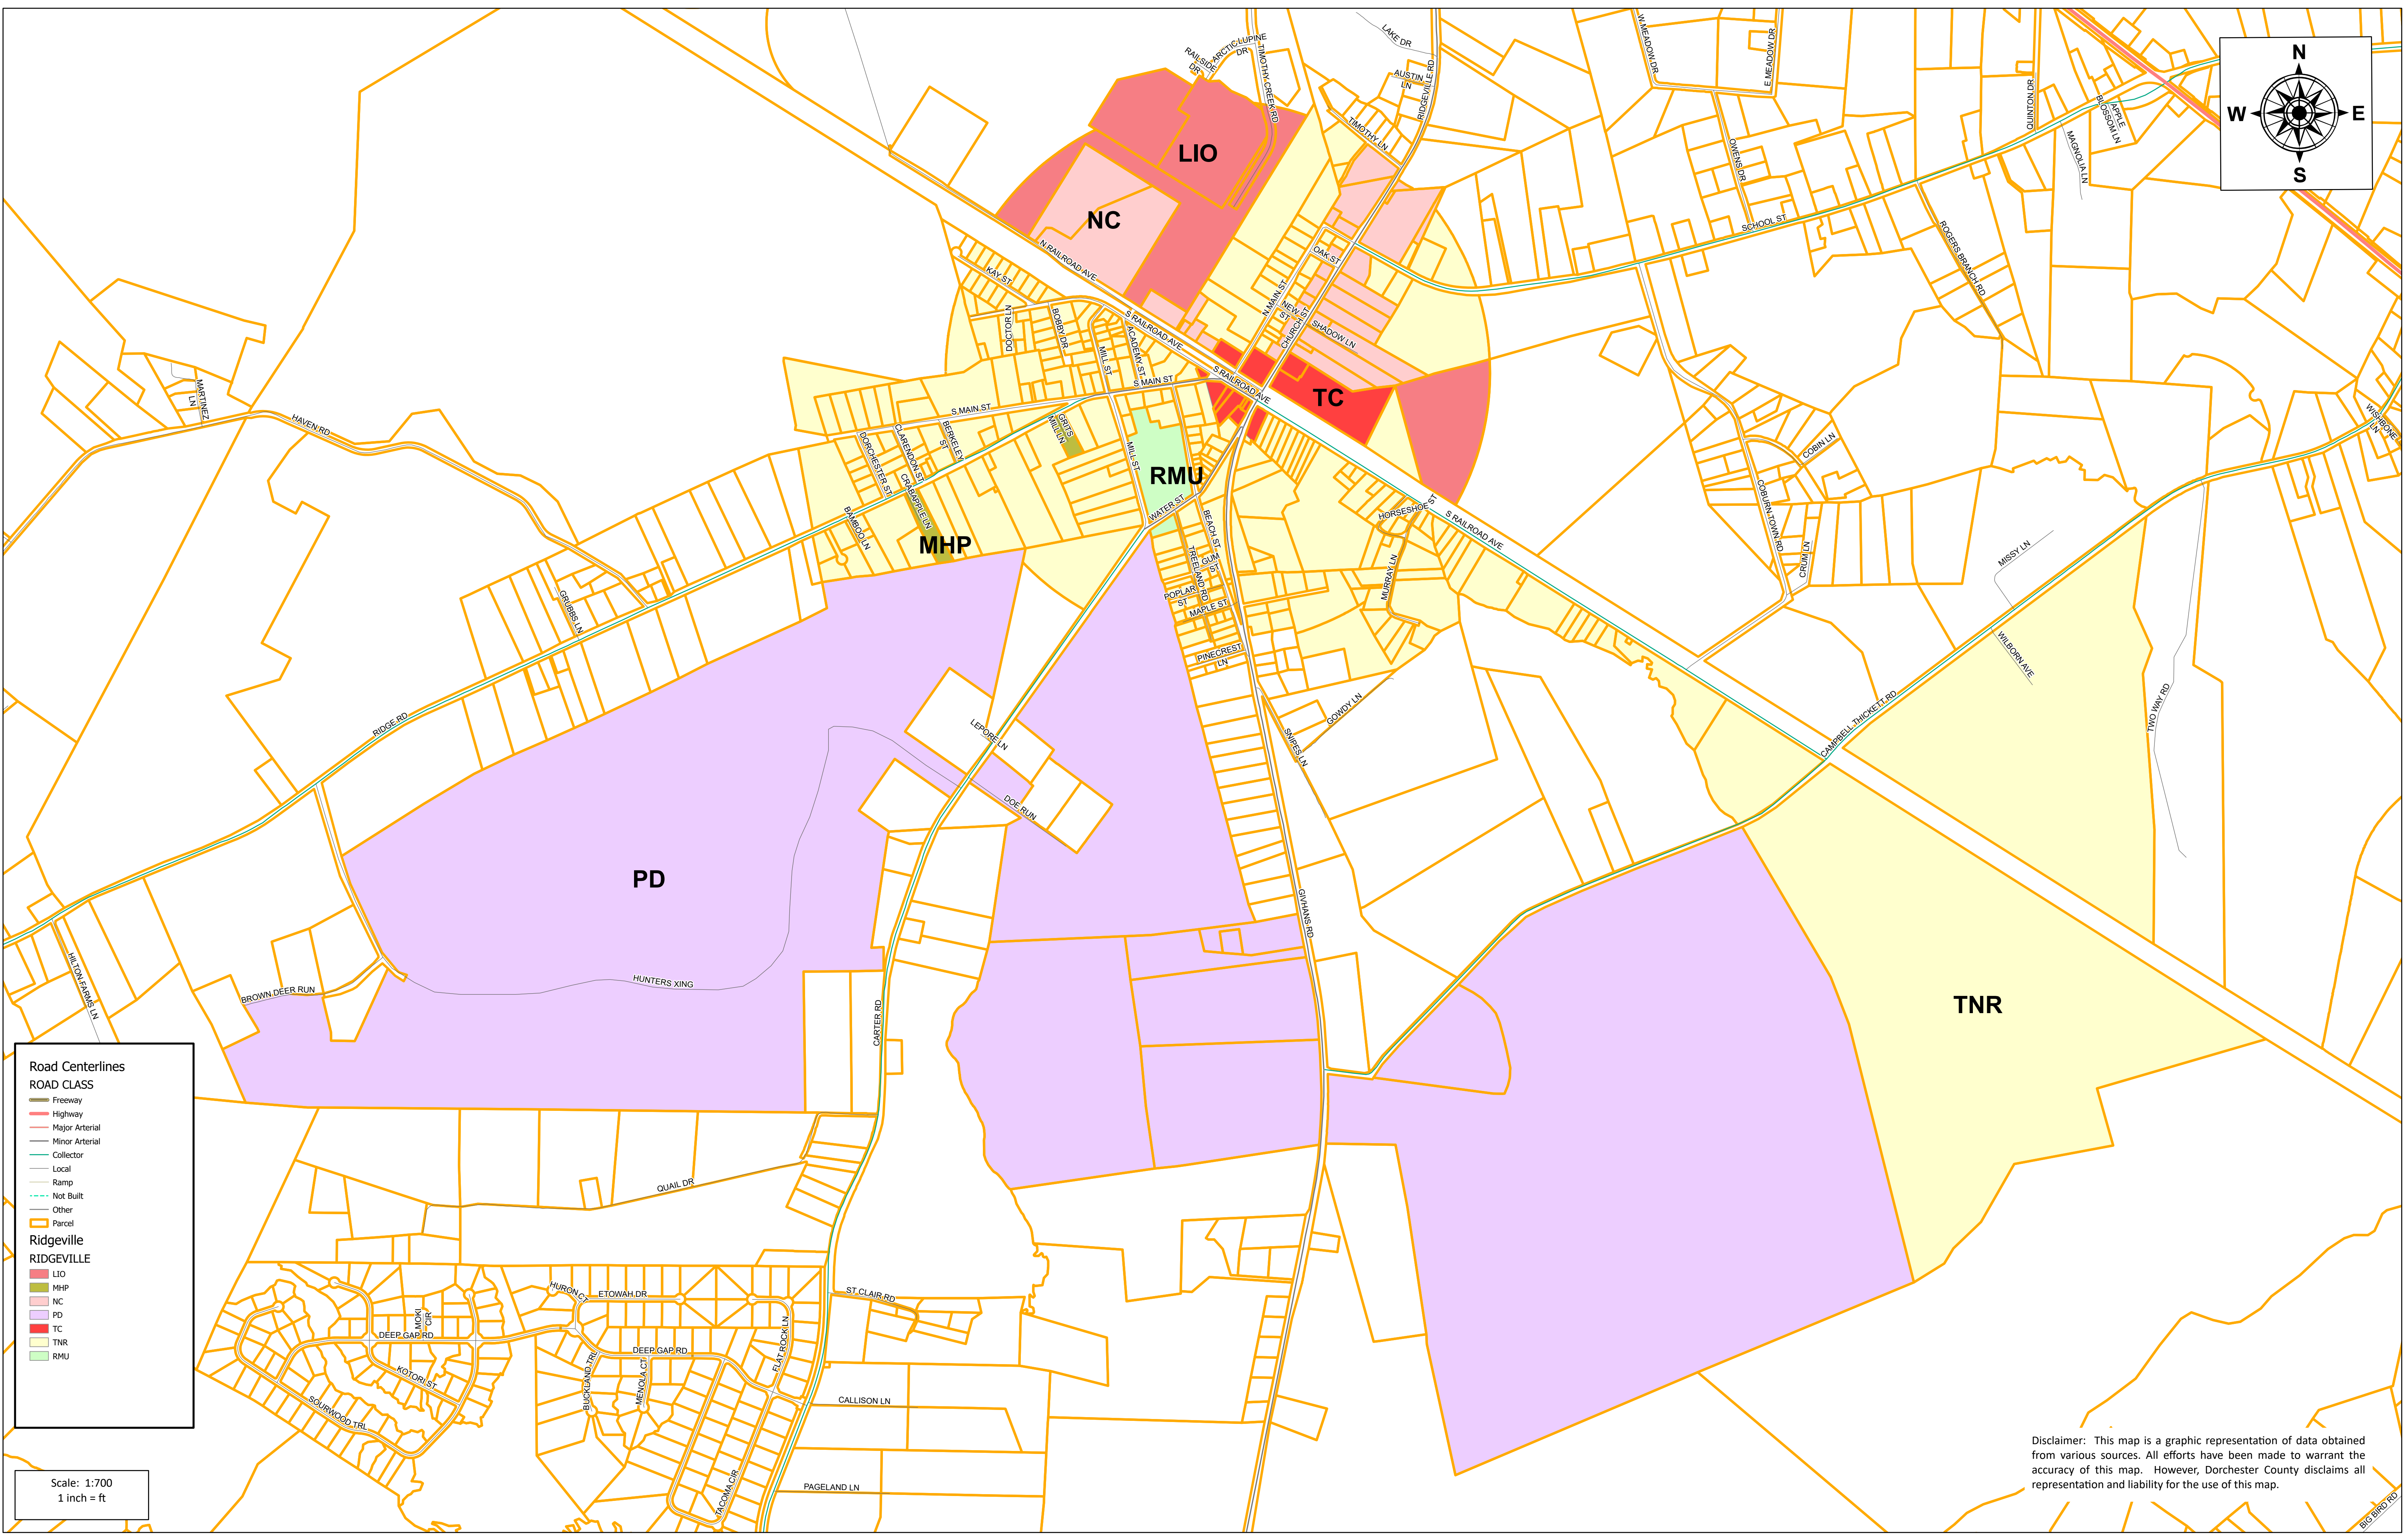 N
W
E
S
LAKE DR
W MEADOW DR
E MEADOW DR
ARCTIC LUPINE
DR
RAILSIDE
DR
TIMOTHY CREEK RD
AUSTIN
LN
RIDGEVILLE RD
TIMOTHY LN
QUINTON DR
APPLE
BLOSSOM LN
MAGNOLIA LN
OWENS DR
SCHOOL ST
ROGERS BRANCH RD
LIO
NC
N RAILROAD AVE
KAY ST
OAK ST
N MAIN ST
NEW
ST
CHURCH ST
SHADOW LN
DOCTOR LN
BOBBY DR
ACADEMY ST
MILL ST
S RAILROAD AVE
S RAILROAD AVE
TC
S MAIN ST
S MAIN ST
MARTINEZ
LN
HAVEN RD
GRITS
MILL LN
BERKELEY
ST
CLARENDON ST
DORCHESTER ST
MILL ST
RMU
WATER ST
CRABAPPLE LN
BAMBOO LN
MHP
BEACH ST
GUM
ST
TREELAND RD
POPLAR
ST
MAPLE ST
PINECREST
LN
HORSESHOE ST
S RAILROAD AVE
MURRAY LN
COBIN LN
COBURN TOWN RD
CRUM LN
WISHBONE
LN
MISSY LN
WILBORN AVE
TWO WAY RD
CAMPBELL THICKETT RD
GRUBBS LN
RIDGE RD
LEPORE LN
DOE RUN
GOWDY LN
SNIPES LN
GIVHANS RD
PD
HUNTERS XING
BROWN DEER RUN
HILTON FARMS LN
CARTER RD
TNR
QUAIL DR
HURON CT
ETOWAH DR
MOKI
CIR
DEEP GAP RD
DEEP GAP RD
KOTORI ST
SOURWOOD TRL
BUCKLAND TRL
MENOLA CT
FLAT ROCK LN
TACOMA CIR
ST CLAIR RD
CALLISON LN
PAGELAND LN
BIG BIRD RD
Road Centerlines
ROAD CLASS
Freeway
Highway
Major Arterial
Minor Arterial
Collector
Local
Ramp
Not Built
Other
Parcel
Ridgeville
RIDGEVILLE
LIO
MHP
NC
PD
TC
TNR
RMU
Scale: 1:700
1 inch = ft
Disclaimer: This map is a graphic representation of data obtained
from various sources. All efforts have been made to warrant the
accuracy of this map. However, Dorchester County disclaims all
representation and liability for the use of this map.